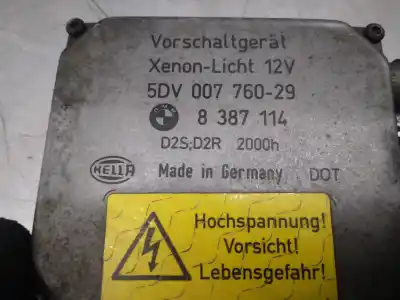 Vorschaltgerät
Xenon-Licht 12V
5DV 007 760-29
8 387 114
D2S;D2R 2000h
HELLA Made in Germany DOT
Hochspannung!
Vorsicht!
Lebensgefahr!